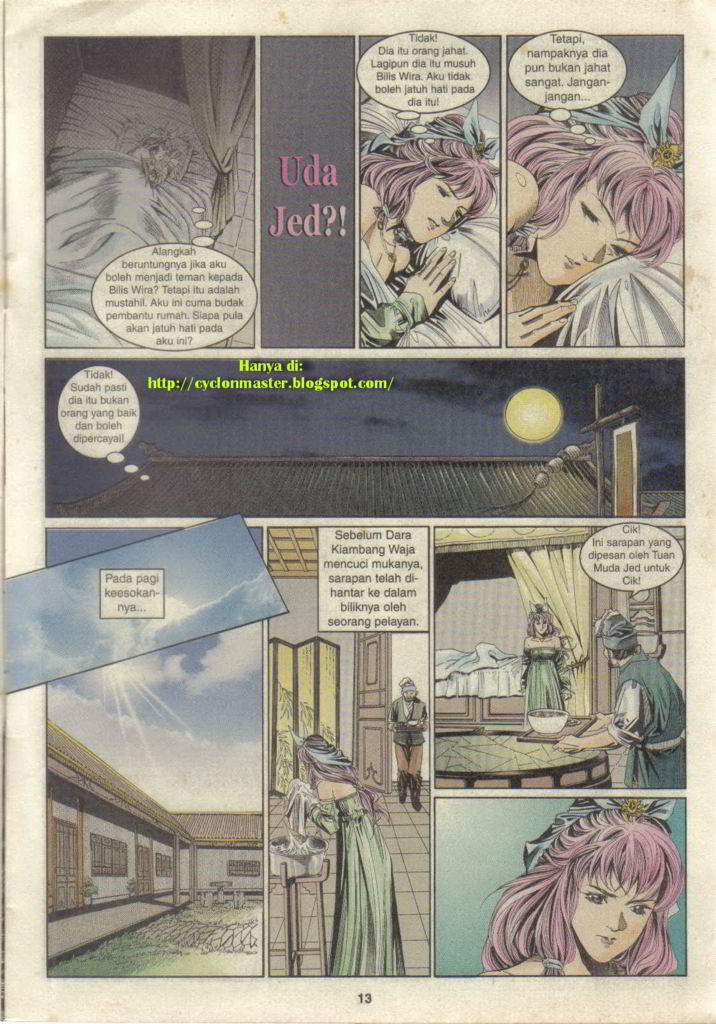 Alangkah
beruntungnya jika aku
boleh menjadi teman kepada
Bilis Wira? Tetapi itu adalah
mustahil. Aku ini cuma budak
pembantu rumah. Siapa pula
akan jatuh hati pada
aku ini?
Uda
Jed?!
Tidak!
Dia itu orang jahat.
Lagipun dia itu musuh
Bilis Wira. Aku tidak
boleh jatuh hati pada
dia itu!
Tetapi,
nampaknya dia
pun bukan jahat
sangat. Jangan-
jangan...
Hanya di:
http://cyclonmaster.blogspot.com/
Tidak!
Sudah pasti
dia itu bukan
orang yang baik
dan boleh
dipercayai!
Pada pagi
keesokan-
nya...
Sebelum Dara
Kiambang Waja
mencuci mukanya,
sarapan telah di-
hantar ke dalam
biliknya oleh
seorang pelayan.
Cik!
Ini sarapan yang
dipesan oleh Tuan
Muda Jed untuk
Cik!
13